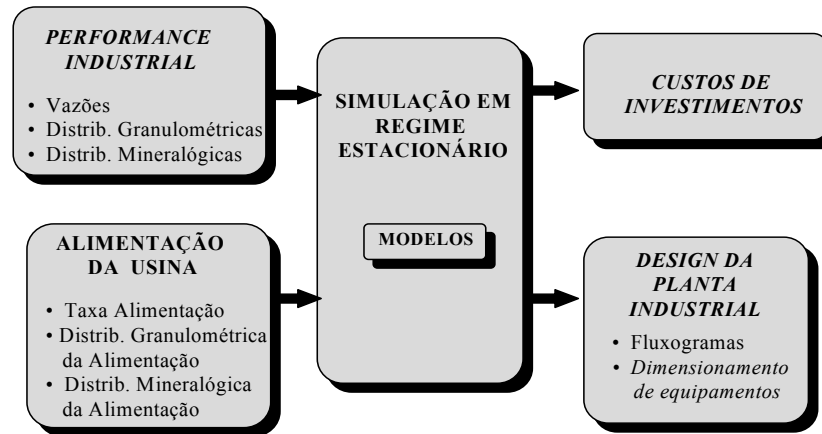 PERFORMANCE
INDUSTRIAL
• Vazões
• Distrib. Granulométricas
• Distrib. Mineralógicas
ALIMENTAÇÃO
DA USINA
• Taxa Alimentação
• Distrib. Granulométrica
da Alimentação
• Distrib. Mineralógica
da Alimentação
SIMULAÇÃO EM
REGIME
ESTACIONÁRIO
MODELOS
CUSTOS DE
INVESTIMENTOS
DESIGN DA
PLANTA
INDUSTRIAL
• Fluxogramas
• Dimensionamento
de equipamentos